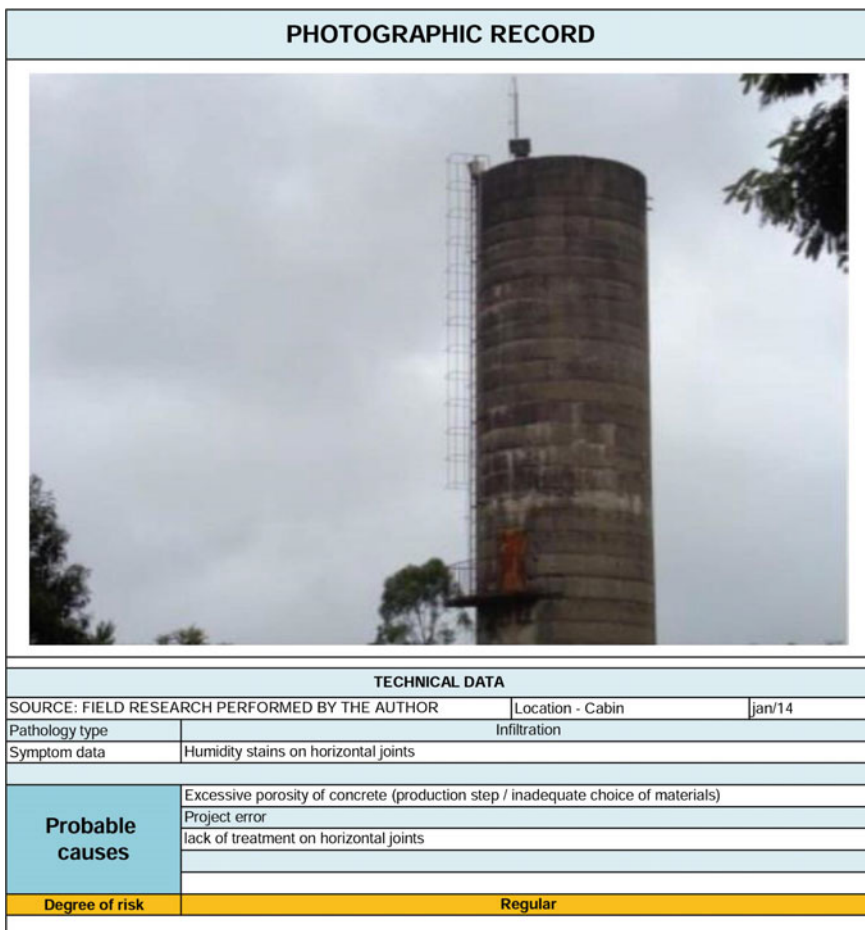 PHOTOGRAPHIC RECORD
TECHNICAL DATA
SOURCE: FIELD RESEARCH PERFORMED BY THE AUTHOR Location - Cabin jan/14
Pathology type Infiltration
Symptom data Humidity stains on horizontal joints
Probable causes
Excessive porosity of concrete (production step / inadequate choice of materials)
Project error
lack of treatment on horizontal joints
Degree of risk Regular